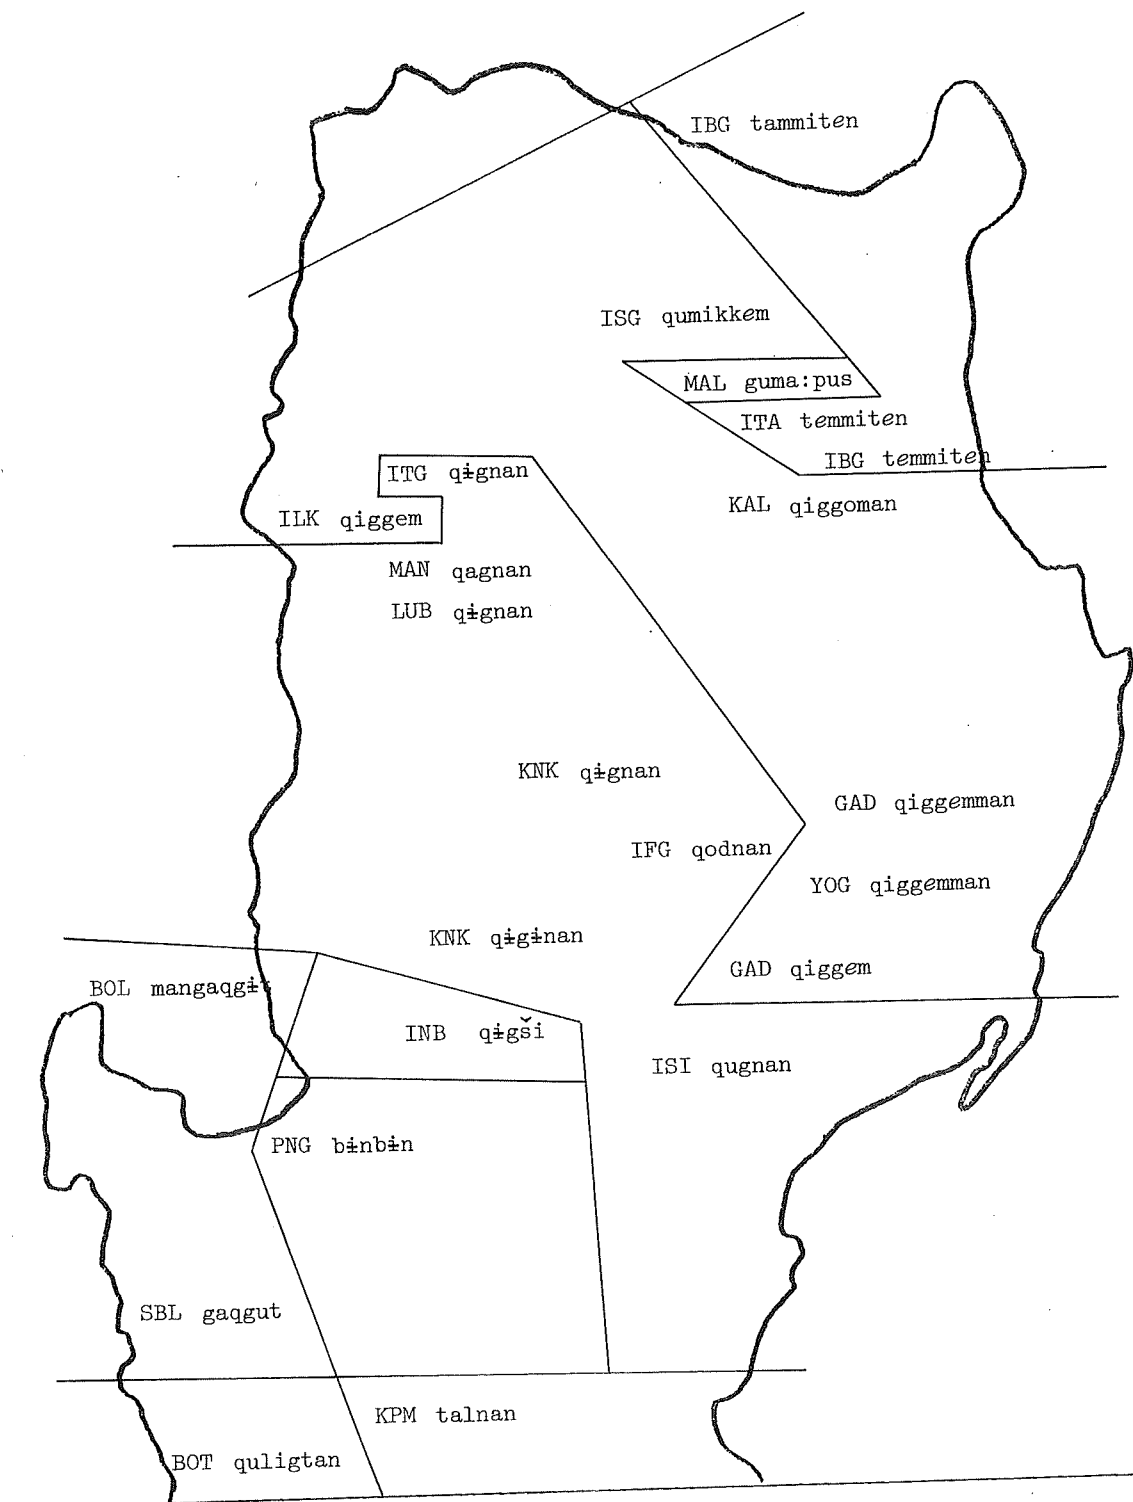 IBG tammiten
ISG qumikkem
MAL guma:pus
ITA temmiten
IBG temmiten
ITG qɨgnan
KAL qiggoman
ILK qiggem
MAN qagnan
LUB qɨgnan
KNK qɨgnan
GAD qiggemman
IFG qodnan
YOG qiggemman
KNK qɨgɨnan
GAD qiggem
BOL mangaqgɨt
INB qɨgši
ISI qugnan
PNG bɨnbɨn
SBL gaqgut
KPM talnan
BOT quligtan